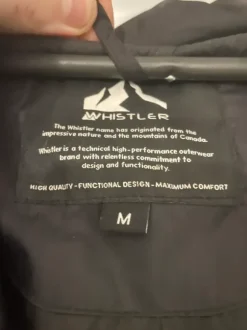 WHISTLER
The Whistler name has originated from the
impressive nature and the mountains of Canada.
Whistler is a technical high-performance outerwear
brand with relentless commitment to
design and functionality.
HIGH QUALITY - FUNCTIONAL DESIGN - MAXIMUM COMFORT
M